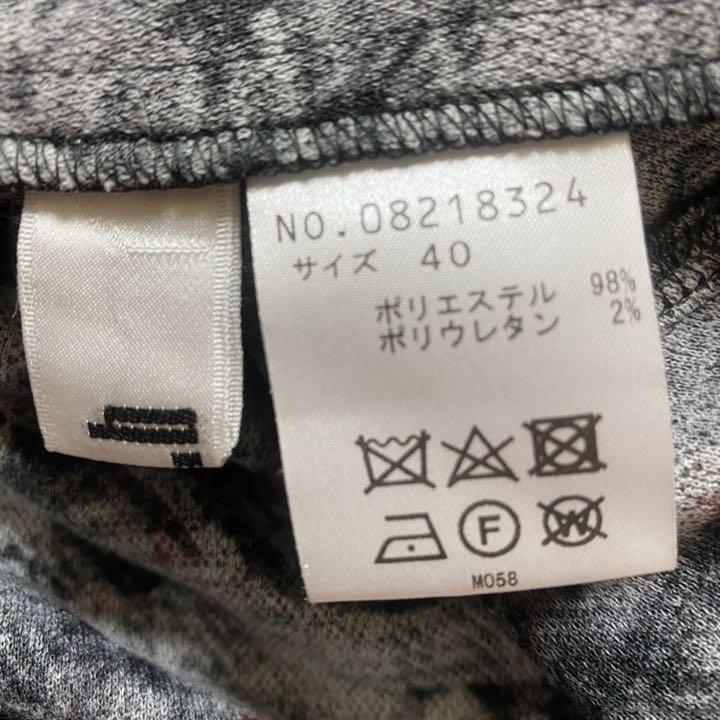 NO.08218324
サイズ 40
ポリエステル 98%
ポリウレタン 2%
F
W
M058